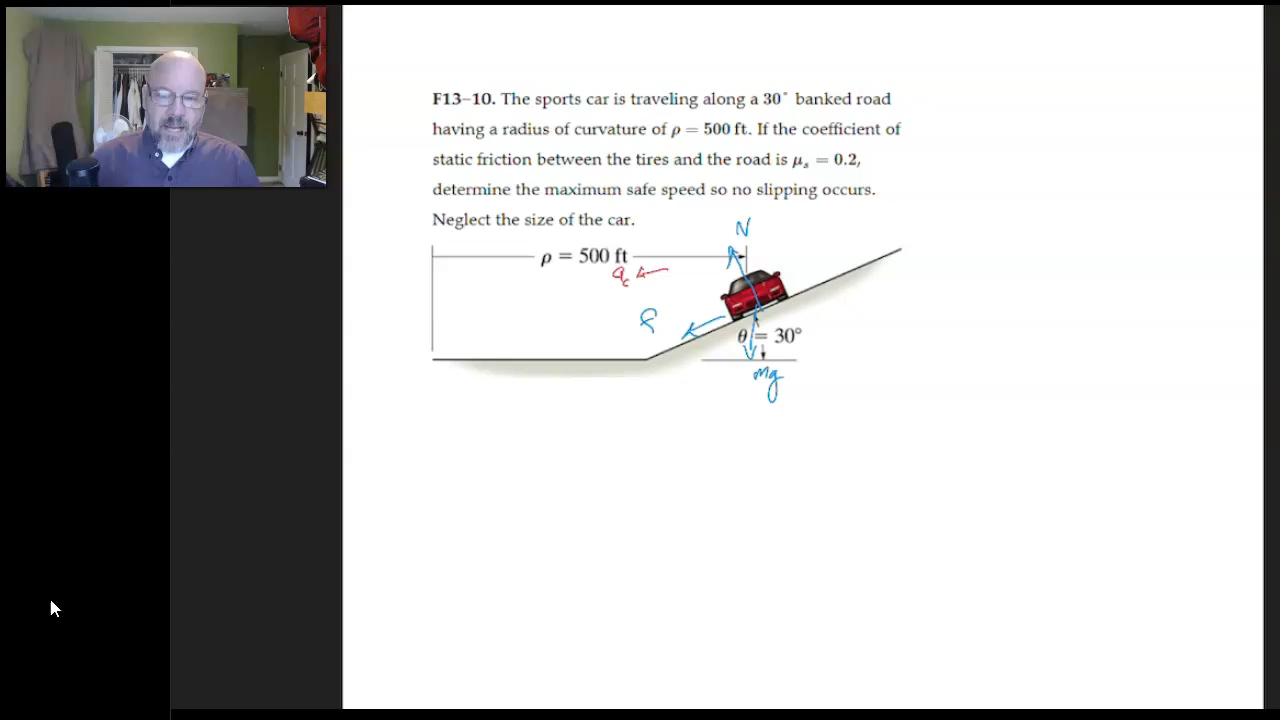 F13–10. The sports car is traveling along a 30° banked road
having a radius of curvature of ρ = 500 ft. If the coefficient of
static friction between the tires and the road is μₛ = 0.2,
determine the maximum safe speed so no slipping occurs.
Neglect the size of the car.
N
ρ = 500 ft
a_c
θ = 30°
mg